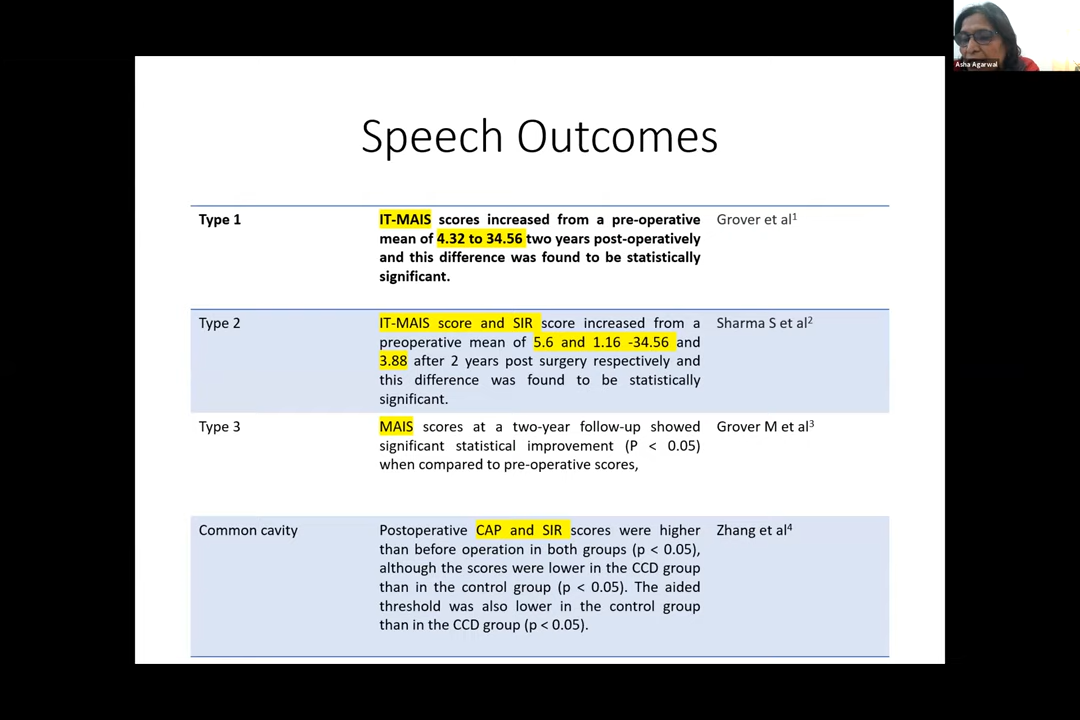 Asha Agarwal
Speech Outcomes
Type 1
IT-MAIS scores increased from a pre-operative
mean of 4.32 to 34.56 two years post-operatively
and this difference was found to be statistically
significant.
Grover et al1
Type 2
IT-MAIS score and SIR score increased from a
preoperative mean of 5.6 and 1.16 -34.56 and
3.88 after 2 years post surgery respectively and
this difference was found to be statistically
significant.
Sharma S et al2
Type 3
MAIS scores at a two-year follow-up showed
significant statistical improvement (P < 0.05)
when compared to pre-operative scores,
Grover M et al3
Common cavity
Postoperative CAP and SIR scores were higher
than before operation in both groups (p < 0.05),
although the scores were lower in the CCD group
than in the control group (p < 0.05). The aided
threshold was also lower in the control group
than in the CCD group (p < 0.05).
Zhang et al4